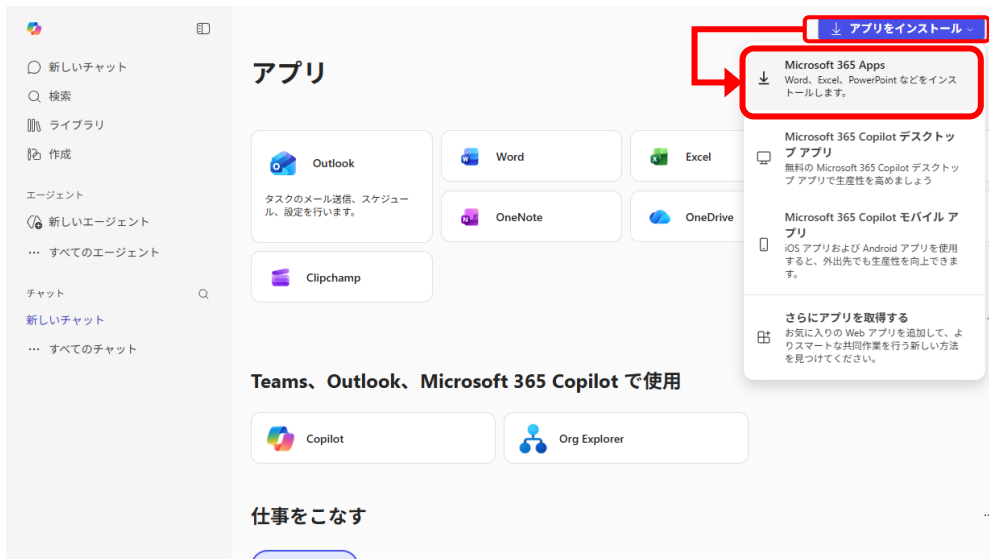 新しいチャット
検索
ライブラリ
作成
エージェント
新しいエージェント
すべてのエージェント
チャット
新しいチャット
すべてのチャット
アプリをインストール
アプリ
Outlook
タスクのメール送信、スケジュー
ル、設定を行います。
Word
Excel
OneNote
OneDrive
Clipchamp
Microsoft 365 Apps
Word、Excel、PowerPoint などをインス
トールします。
Microsoft 365 Copilot デスクトッ
プ アプリ
無料の Microsoft 365 Copilot デスクトッ
プ アプリで生産性を高めましょう
Microsoft 365 Copilot モバイル ア
プリ
iOS アプリおよび Android アプリを使用
すると、外出先でも生産性を向上できま
す。
さらにアプリを取得する
お気に入りの Web アプリを追加して、よ
りスマートな共同作業を行う新しい方法
を見つけてください。
Teams、Outlook、Microsoft 365 Copilot で使用
Copilot
Org Explorer
仕事をこなす